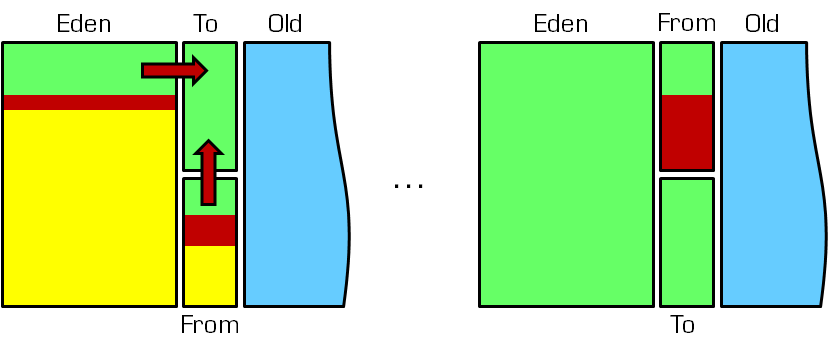 Eden To Old
From
...
Eden From Old
To